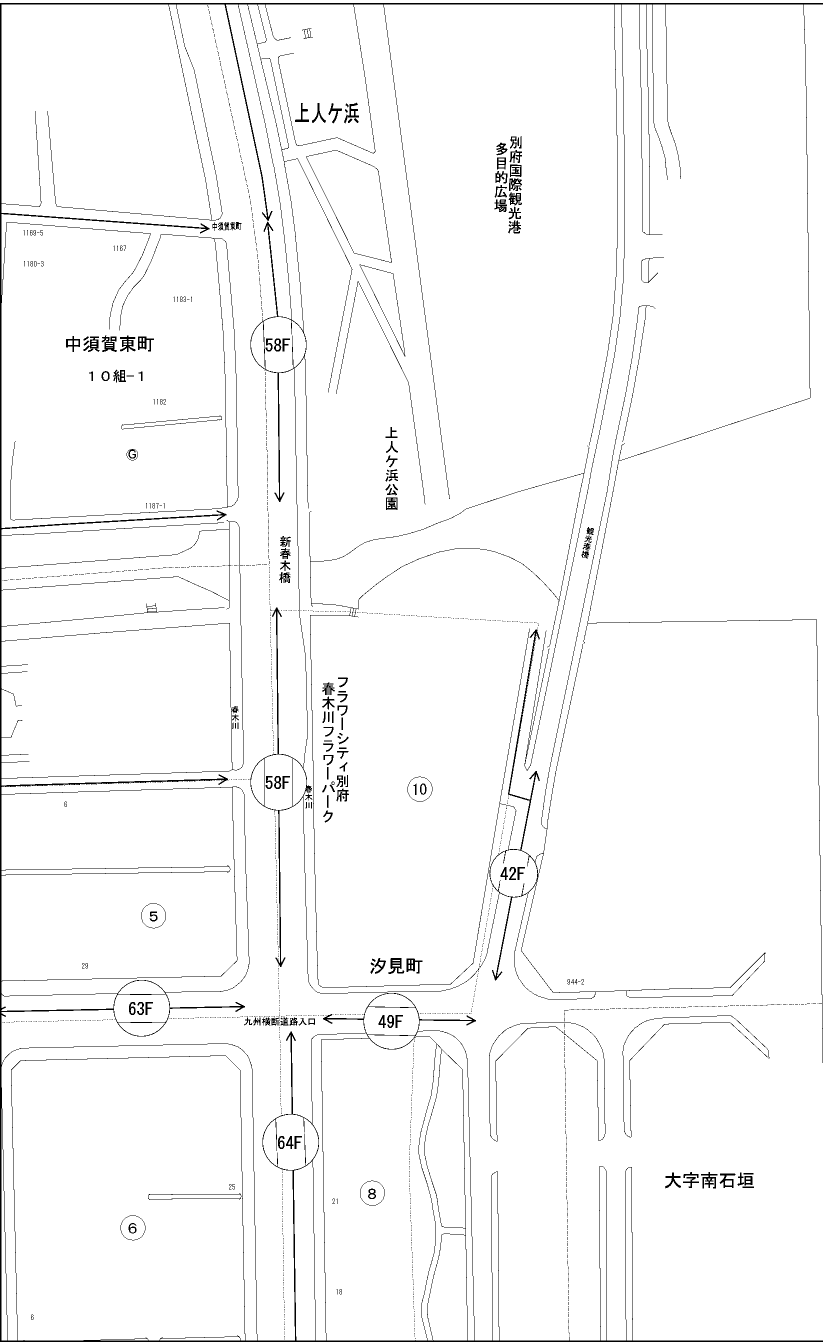 上人ケ浜
別府国際観光港
多目的広場
中須賀東町
1169-5
1167
1180-3
1183-1
中須賀東町
10組-1
58F
1182
G
上人ケ浜公園
1187-1
新春木橋
観光港橋
春木川
フラワーシティ別府
春木川フラワーパーク
58F
春木川
10
6
42F
5
29
汐見町
944-2
63F
九州横断道路入口
49F
64F
大字南石垣
25
21
8
6
18
6